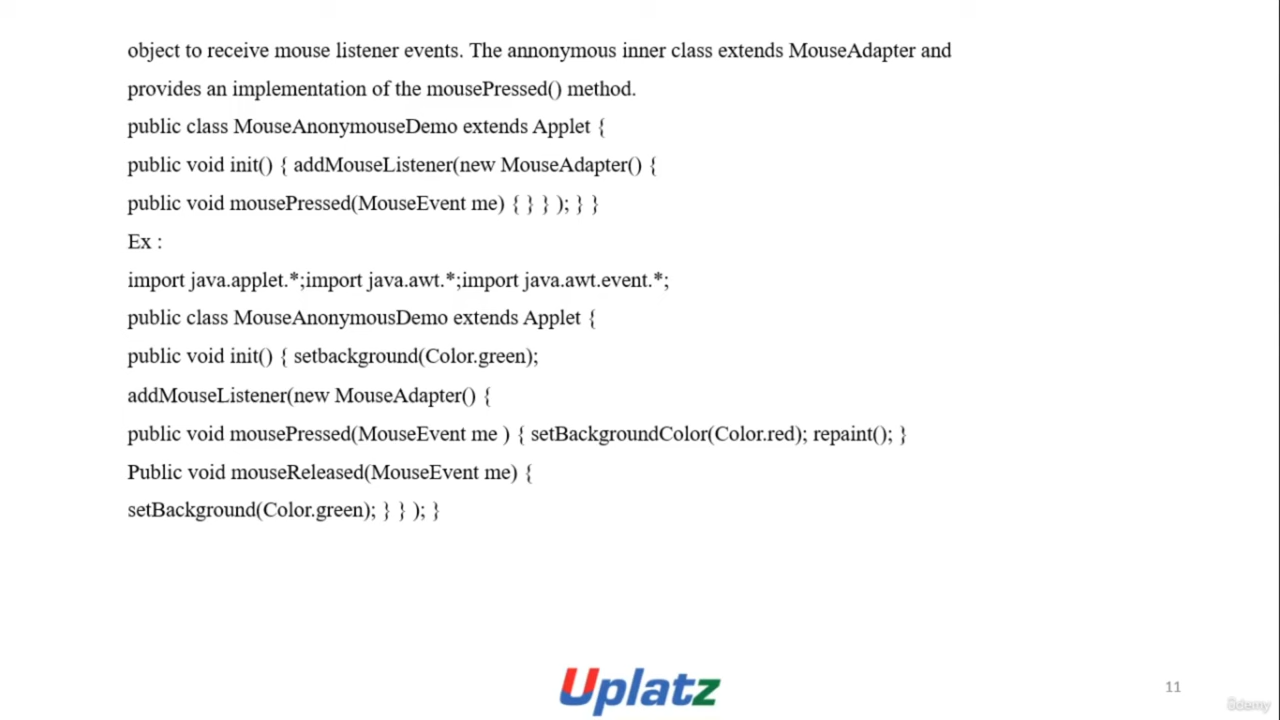 object to receive mouse listener events. The annonymous inner class extends MouseAdapter and
provides an implementation of the mousePressed() method.
public class MouseAnonymouseDemo extends Applet {
public void init() { addMouseListener(new MouseAdapter() {
public void mousePressed(MouseEvent me) { } } ); } }
Ex :
import java.applet.*;import java.awt.*;import java.awt.event.*;
public class MouseAnonymousDemo extends Applet {
public void init() { setbackground(Color.green);
addMouseListener(new MouseAdapter() {
public void mousePressed(MouseEvent me ) { setBackgroundColor(Color.red); repaint(); }
Public void mouseReleased(MouseEvent me) {
setBackground(Color.green); } } ); }
Uplatz
11
ûdemy